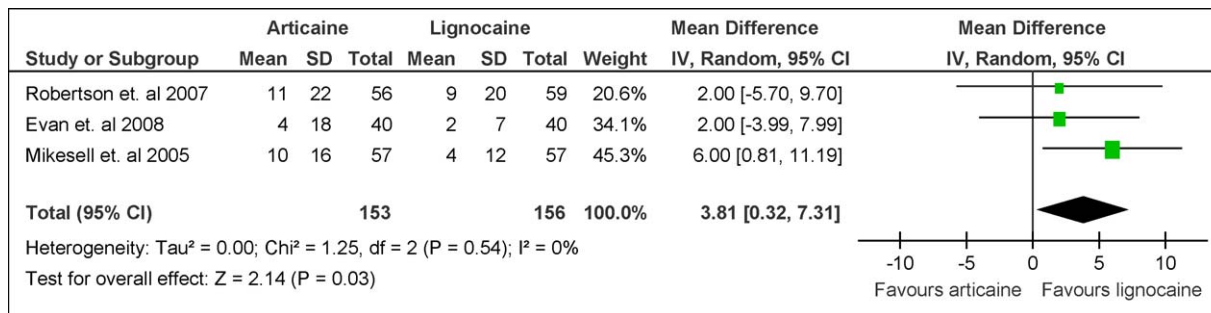 Articaine Lignocaine Mean Difference Mean Difference
Study or Subgroup Mean SD Total Mean SD Total Weight IV, Random, 95% CI IV, Random, 95% CI
Robertson et. al 2007 11 22 56 9 20 59 20.6% 2.00 [-5.70, 9.70]
Evan et. al 2008 4 18 40 2 7 40 34.1% 2.00 [-3.99, 7.99]
Mikesell et. al 2005 10 16 57 4 12 57 45.3% 6.00 [0.81, 11.19]
Total (95% CI) 153 156 100.0% 3.81 [0.32, 7.31]
Heterogeneity: Tau² = 0.00; Chi² = 1.25, df = 2 (P = 0.54); I² = 0%
Test for overall effect: Z = 2.14 (P = 0.03)
-10 -5 0 5 10
Favours articaine Favours lignocaine